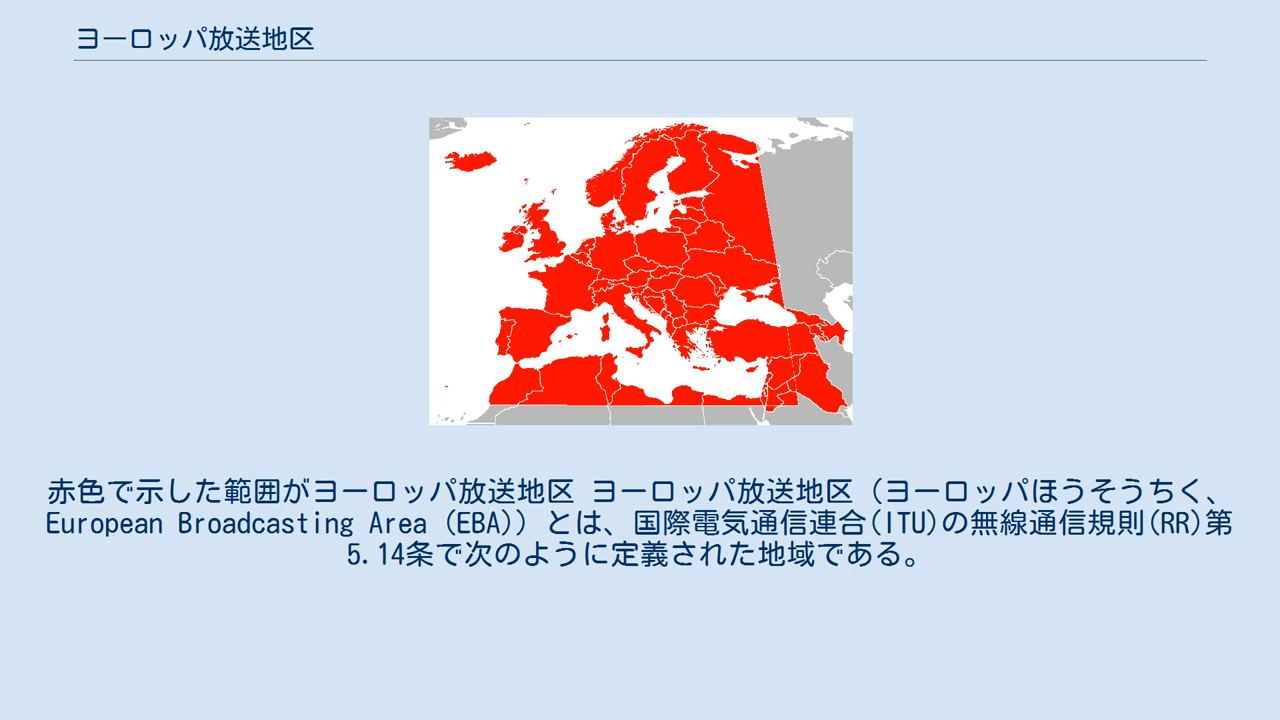 ヨーロッパ放送地区
赤色で示した範囲がヨーロッパ放送地区 ヨーロッパ放送地区（ヨーロッパほうそうちく、
European Broadcasting Area (EBA)）とは、国際電気通信連合(ITU)の無線通信規則(RR)第
5.14条で次のように定義された地域である。